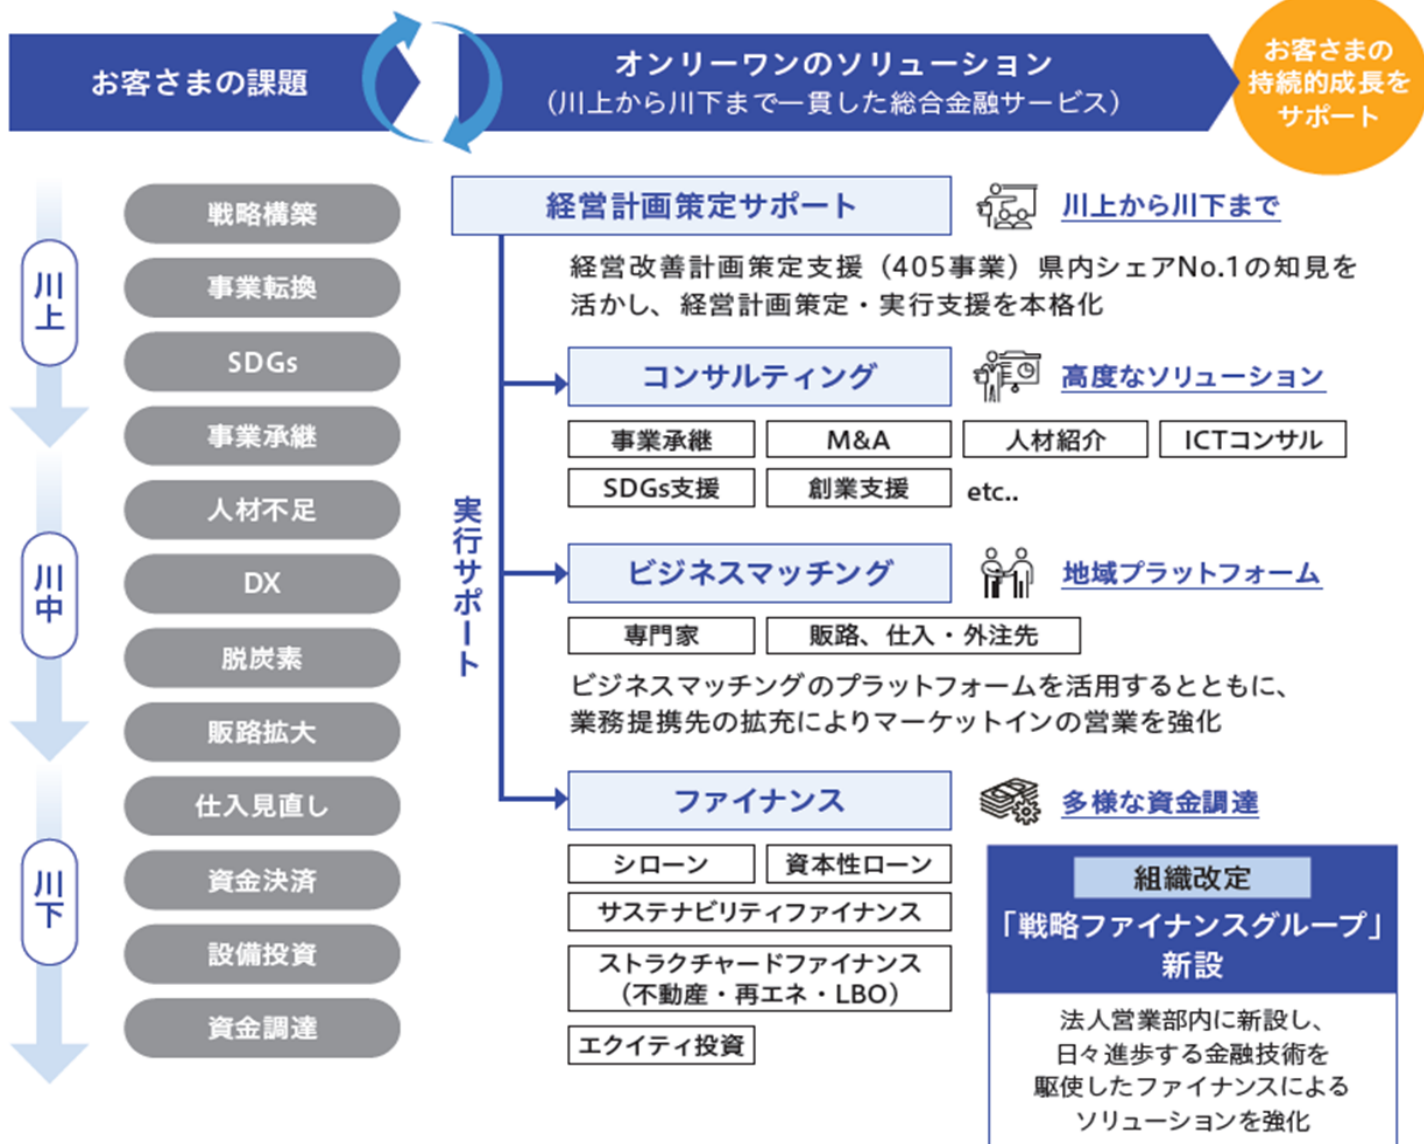 お客さまの課題
オンリーワンのソリューション
（川上から川下まで一貫した総合金融サービス）
お客さまの
持続的成長を
サポート
川上
川中
川下
戦略構築
事業転換
SDGs
事業承継
人材不足
DX
脱炭素
販路拡大
仕入見直し
資金決済
設備投資
資金調達
実行サポート
経営計画策定サポート
川上から川下まで
経営改善計画策定支援（405事業）県内シェアNo.1の知見を
活かし、経営計画策定・実行支援を本格化
コンサルティング
高度なソリューション
事業承継
M&A
人材紹介
ICTコンサル
SDGs支援
創業支援
etc..
ビジネスマッチング
地域プラットフォーム
専門家
販路、仕入・外注先
ビジネスマッチングのプラットフォームを活用するとともに、
業務提携先の拡充によりマーケットインの営業を強化
ファイナンス
多様な資金調達
シローン
資本性ローン
サステナビリティファイナンス
ストラクチャードファイナンス
（不動産・再エネ・LBO）
エクイティ投資
組織改定
「戦略ファイナンスグループ」
新設
法人営業部内に新設し、
日々進歩する金融技術を
駆使したファイナンスによる
ソリューションを強化